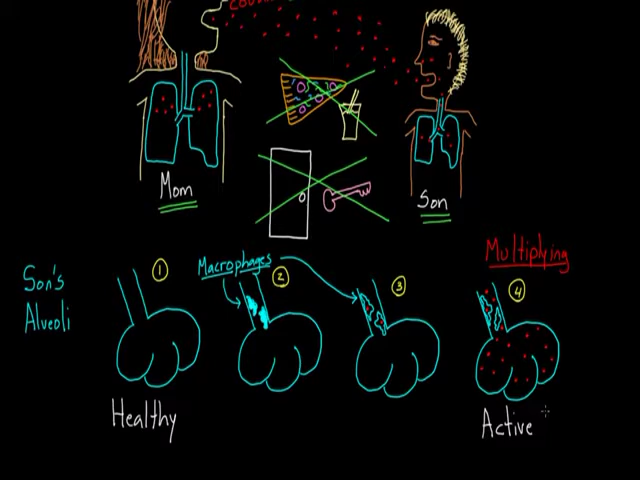 Mom
Son
Son's
Alveoli
1
Macrophages
2
3
Multiplying
4
Healthy
Active